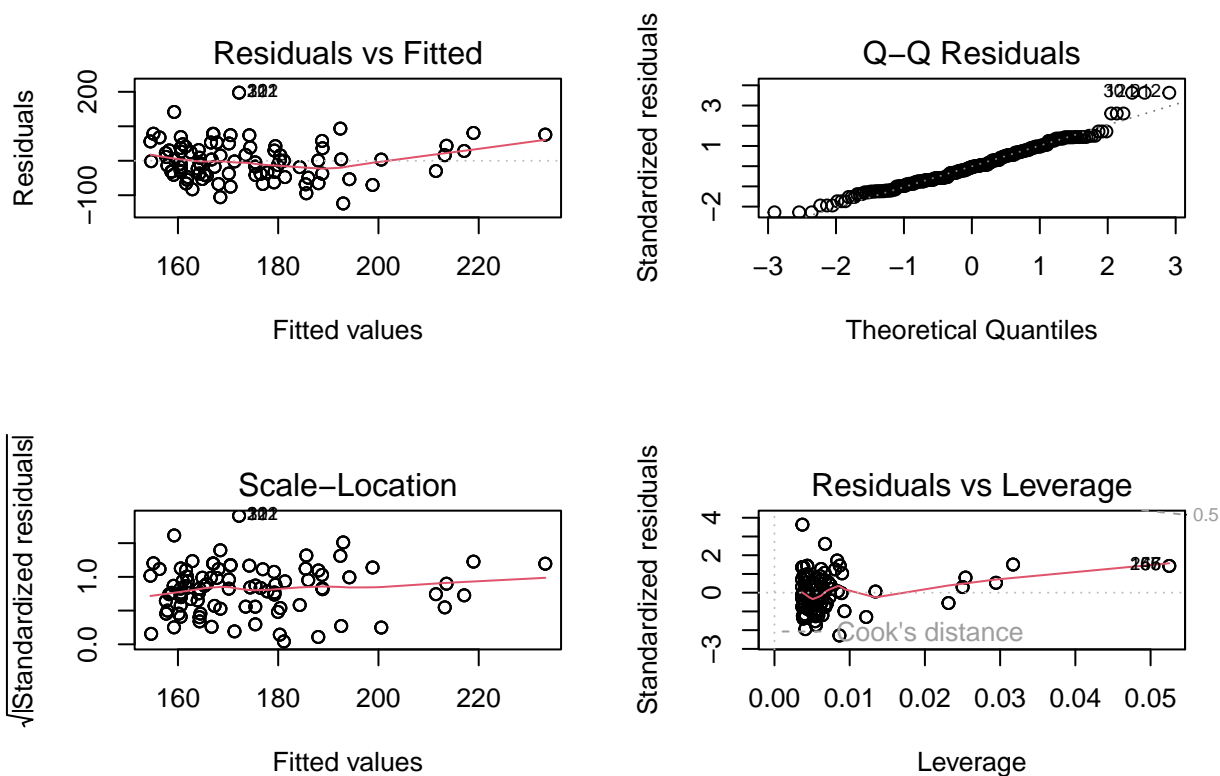 Residuals vs Fitted
Residuals
200
−100
160 180 200 220
Fitted values
Q−Q Residuals
Standardized residuals
3
1
−2
−3 −2 −1 0 1 2 3
Theoretical Quantiles
Scale−Location
√|Standardized residuals|
1.0
0.0
160 180 200 220
Fitted values
Residuals vs Leverage
Standardized residuals
4
2
0
−3
0.5
Cook's distance
0.00 0.01 0.02 0.03 0.04 0.05
Leverage